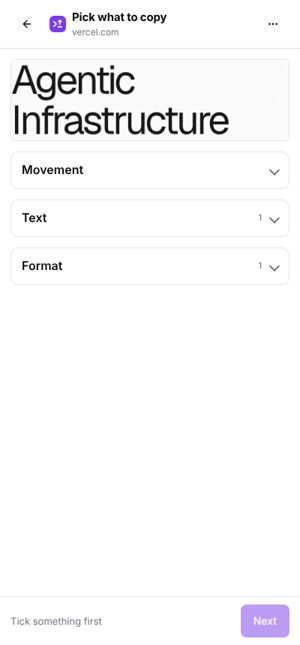 Pick what to copy
vercel.com
Agentic
Infrastructure
Movement
Text 1
Format 1
Tick something first Next